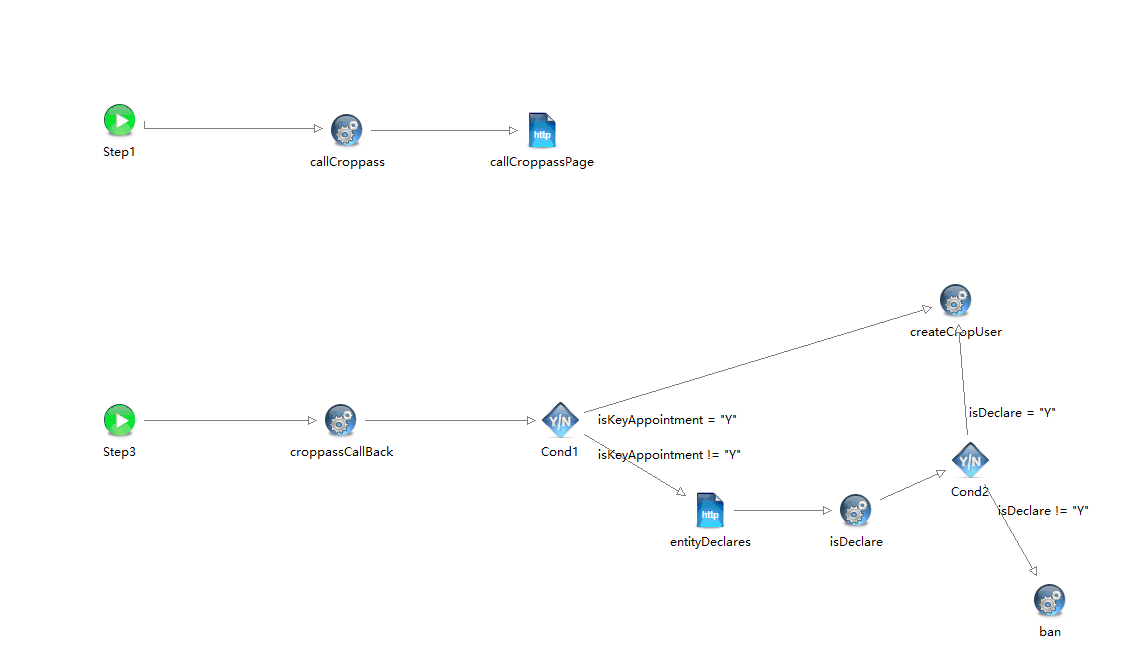 http
Step1
callCroppass
callCroppassPage
createCropUser
isDeclare = "Y"
Y|N
isKeyAppointment = "Y"
Step3
croppassCallBack
Cond1
isKeyAppointment != "Y"
Y|N
Cond2
isDeclare != "Y"
http
entityDeclares
isDeclare
ban